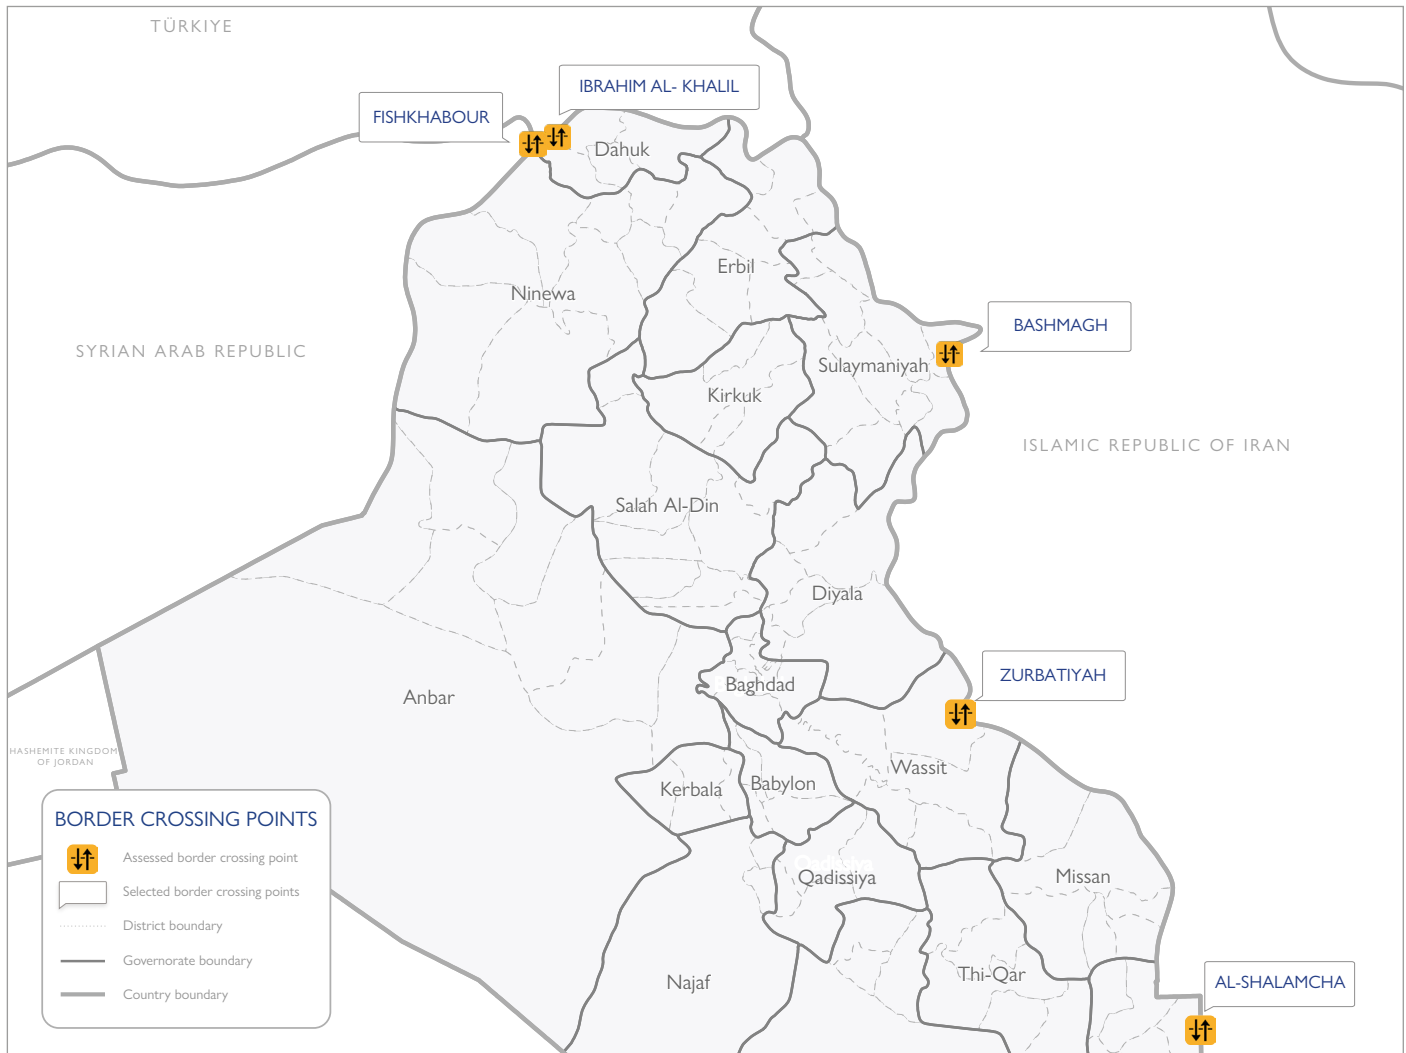 TÜRKIYE
IBRAHIM AL- KHALIL
FISHKHABOUR
Dahuk
Erbil
Ninewa
BASHMAGH
SYRIAN ARAB REPUBLIC
Sulaymaniyah
Kirkuk
ISLAMIC REPUBLIC OF IRAN
Salah Al-Din
Diyala
ZURBATIYAH
Baghdad
Anbar
HASHEMITE KINGDOM
OF JORDAN
Wassit
Kerbala
Babylon
BORDER CROSSING POINTS
Assessed border crossing point
Selected border crossing points
District boundary
Governorate boundary
Country boundary
Qadissiya
Qadissiya
Missan
Thi-Qar
Najaf
AL-SHALAMCHA